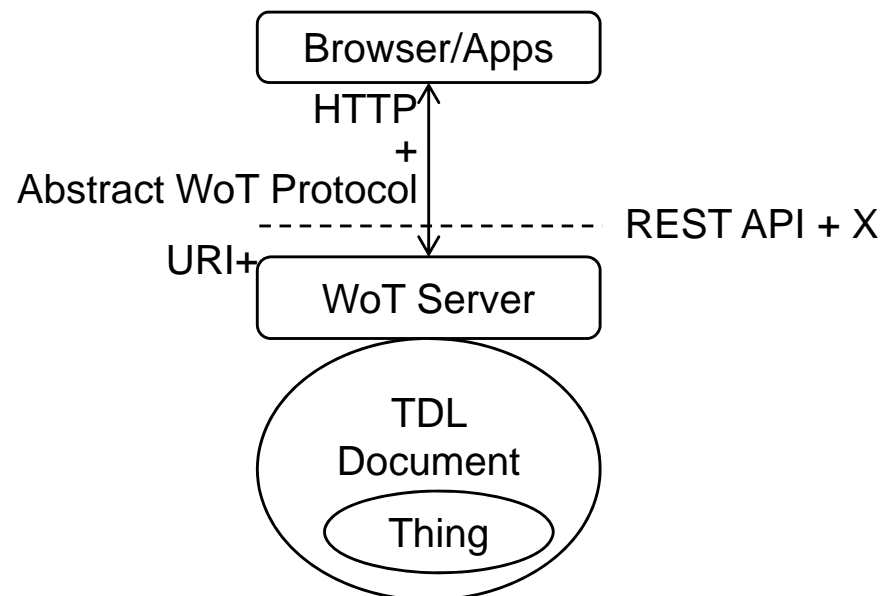 Browser/Apps
HTTP
+
Abstract WoT Protocol
REST API + X
URI+
WoT Server
TDL
Document
Thing